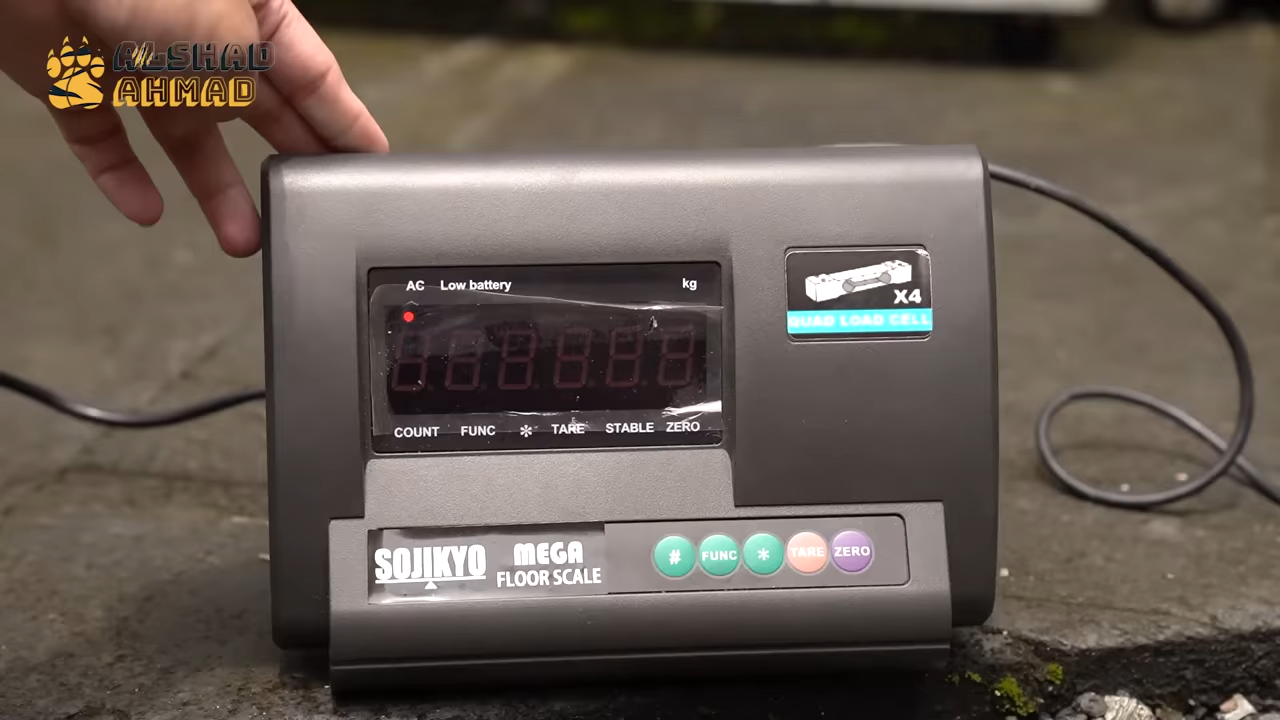 ALSHAD
AHMAD
AC Low battery kg
X4
QUAD LOAD CELL
COUNT FUNC * TARE STABLE ZERO
SOJIKYO MEGA
FLOOR SCALE
# FUNC * TARE ZERO